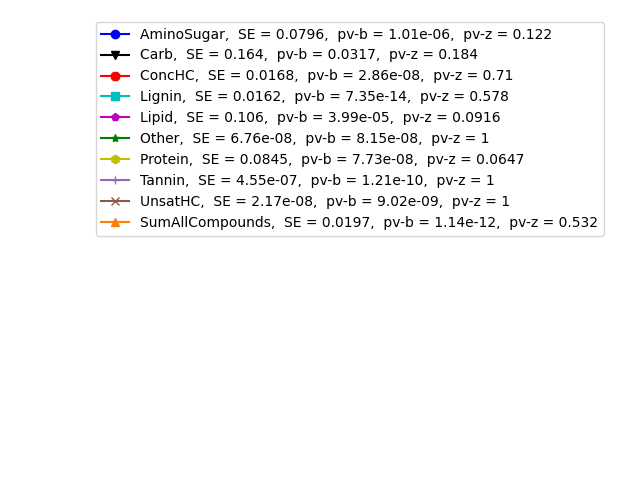 AminoSugar, SE = 0.0796, pv-b = 1.01e-06, pv-z = 0.122
Carb, SE = 0.164, pv-b = 0.0317, pv-z = 0.184
ConcHC, SE = 0.0168, pv-b = 2.86e-08, pv-z = 0.71
Lignin, SE = 0.0162, pv-b = 7.35e-14, pv-z = 0.578
Lipid, SE = 0.106, pv-b = 3.99e-05, pv-z = 0.0916
Other, SE = 6.76e-08, pv-b = 8.15e-08, pv-z = 1
Protein, SE = 0.0845, pv-b = 7.73e-08, pv-z = 0.0647
Tannin, SE = 4.55e-07, pv-b = 1.21e-10, pv-z = 1
UnsatHC, SE = 2.17e-08, pv-b = 9.02e-09, pv-z = 1
SumAllCompounds, SE = 0.0197, pv-b = 1.14e-12, pv-z = 0.532